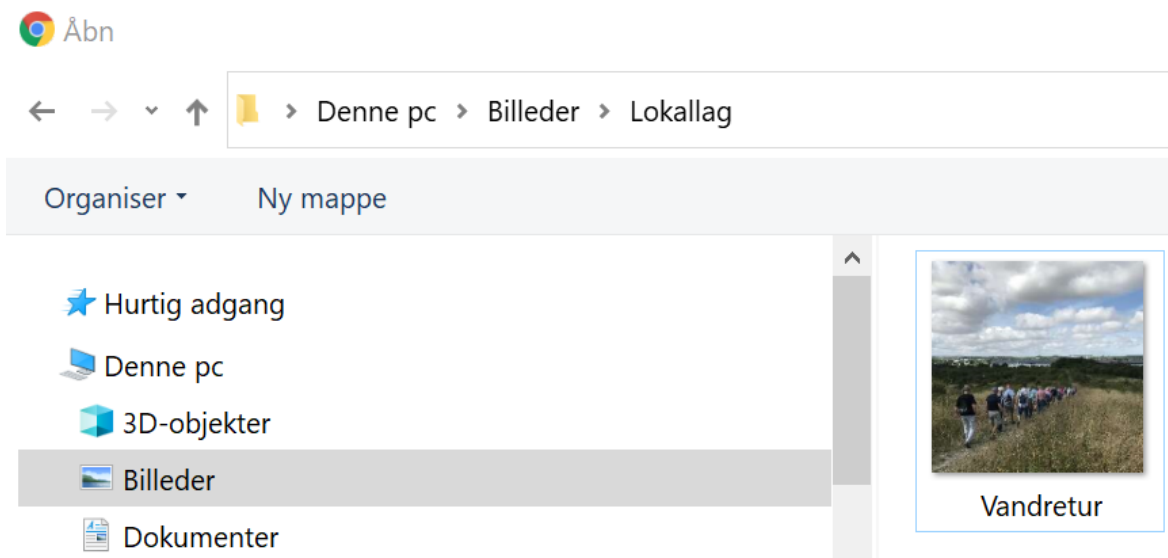 Åbn
Denne pc > Billeder > Lokallag
Organiser Ny mappe
Hurtig adgang
Denne pc
3D-objekter
Billeder
Dokumenter
Vandretur